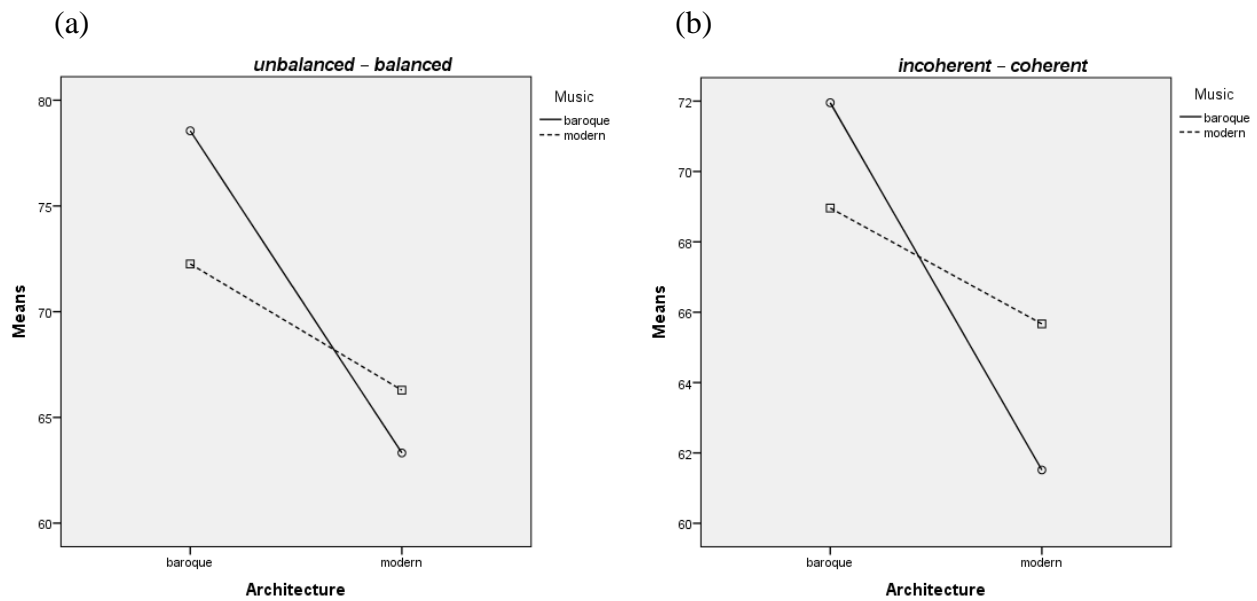 (a)
unbalanced – balanced
Music
baroque
modern
80
75
70
65
60
Means
baroque
modern
Architecture
(b)
incoherent – coherent
Music
baroque
modern
72
70
68
66
64
62
60
Means
baroque
modern
Architecture